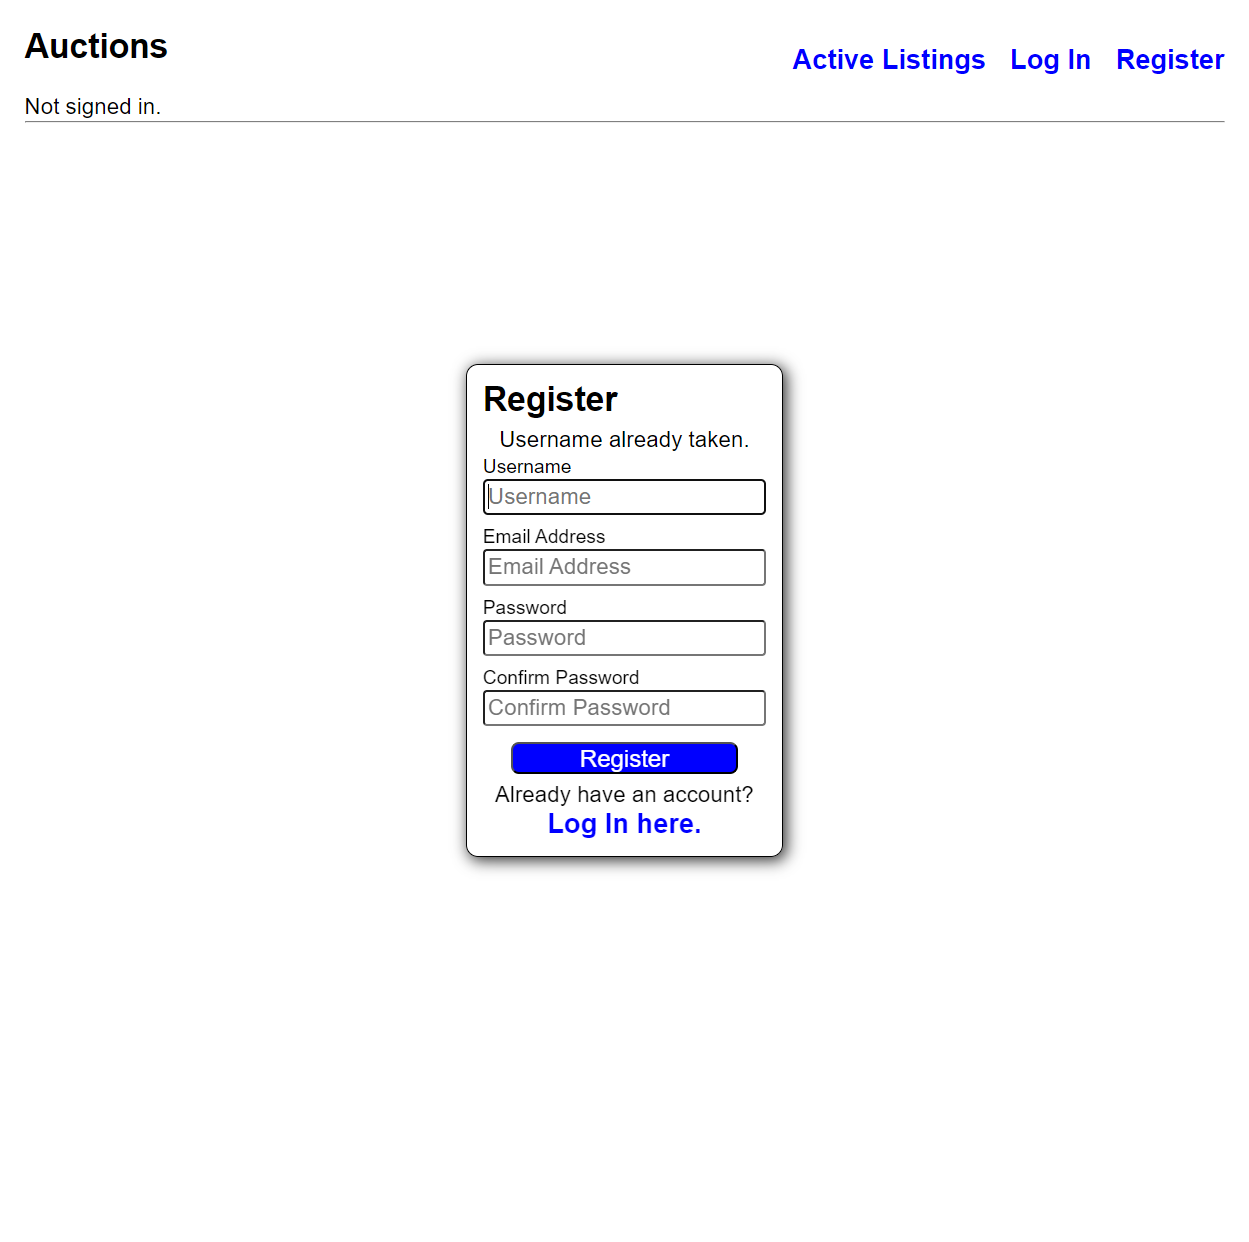 Auctions
Active Listings Log In Register
Not signed in.
Register
Username already taken.
Username
Username
Email Address
Email Address
Password
Password
Confirm Password
Confirm Password
Register
Already have an account?
Log In here.